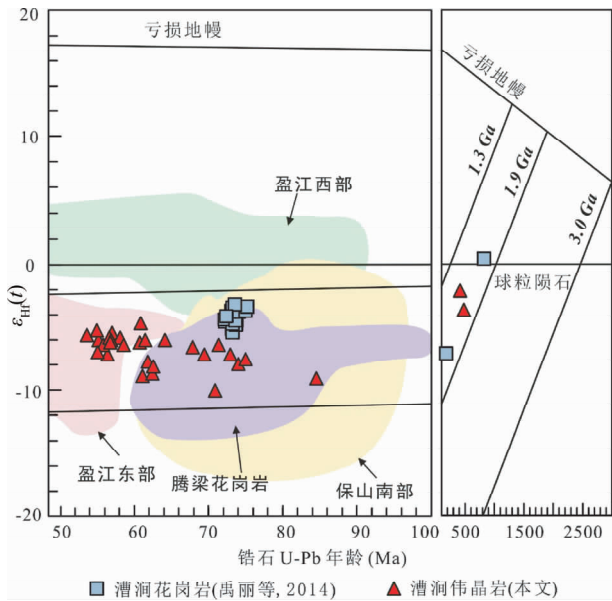 20
10
0
-10
-20
εHf(t)
亏损地幔
盈江西部
盈江东部
腾梁花岗岩
保山南部
50 60 70 80 90 100
锆石 U-Pb 年龄(Ma)
亏损地幔
1.3 Ga
1.9 Ga
3.0 Ga
球粒陨石
500 1500 2500
漕涧花岗岩(禹丽等, 2014)
漕涧伟晶岩(本文)